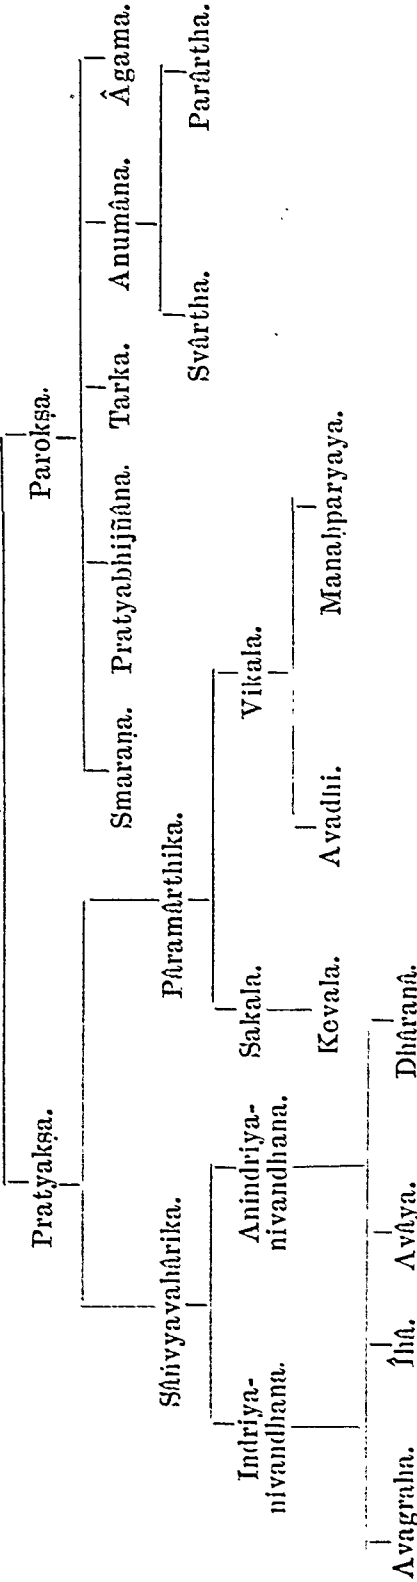 Pratyakṣa.
Parokṣa.
Sâṁvyavahârika.
Pâramârthika.
Smaraṇa.
Pratyabhijñâna.
Tarka.
Anumâna.
Âgama.
Indriya-
nivandhana.
Anindriya-
nivandhana.
Sakala.
Vikala.
Svârtha.
Parârtha.
Kevala.
Avadhi.
Manaḥparyaya.
Avagraha.
Îhâ.
Avâya.
Dhâranâ.